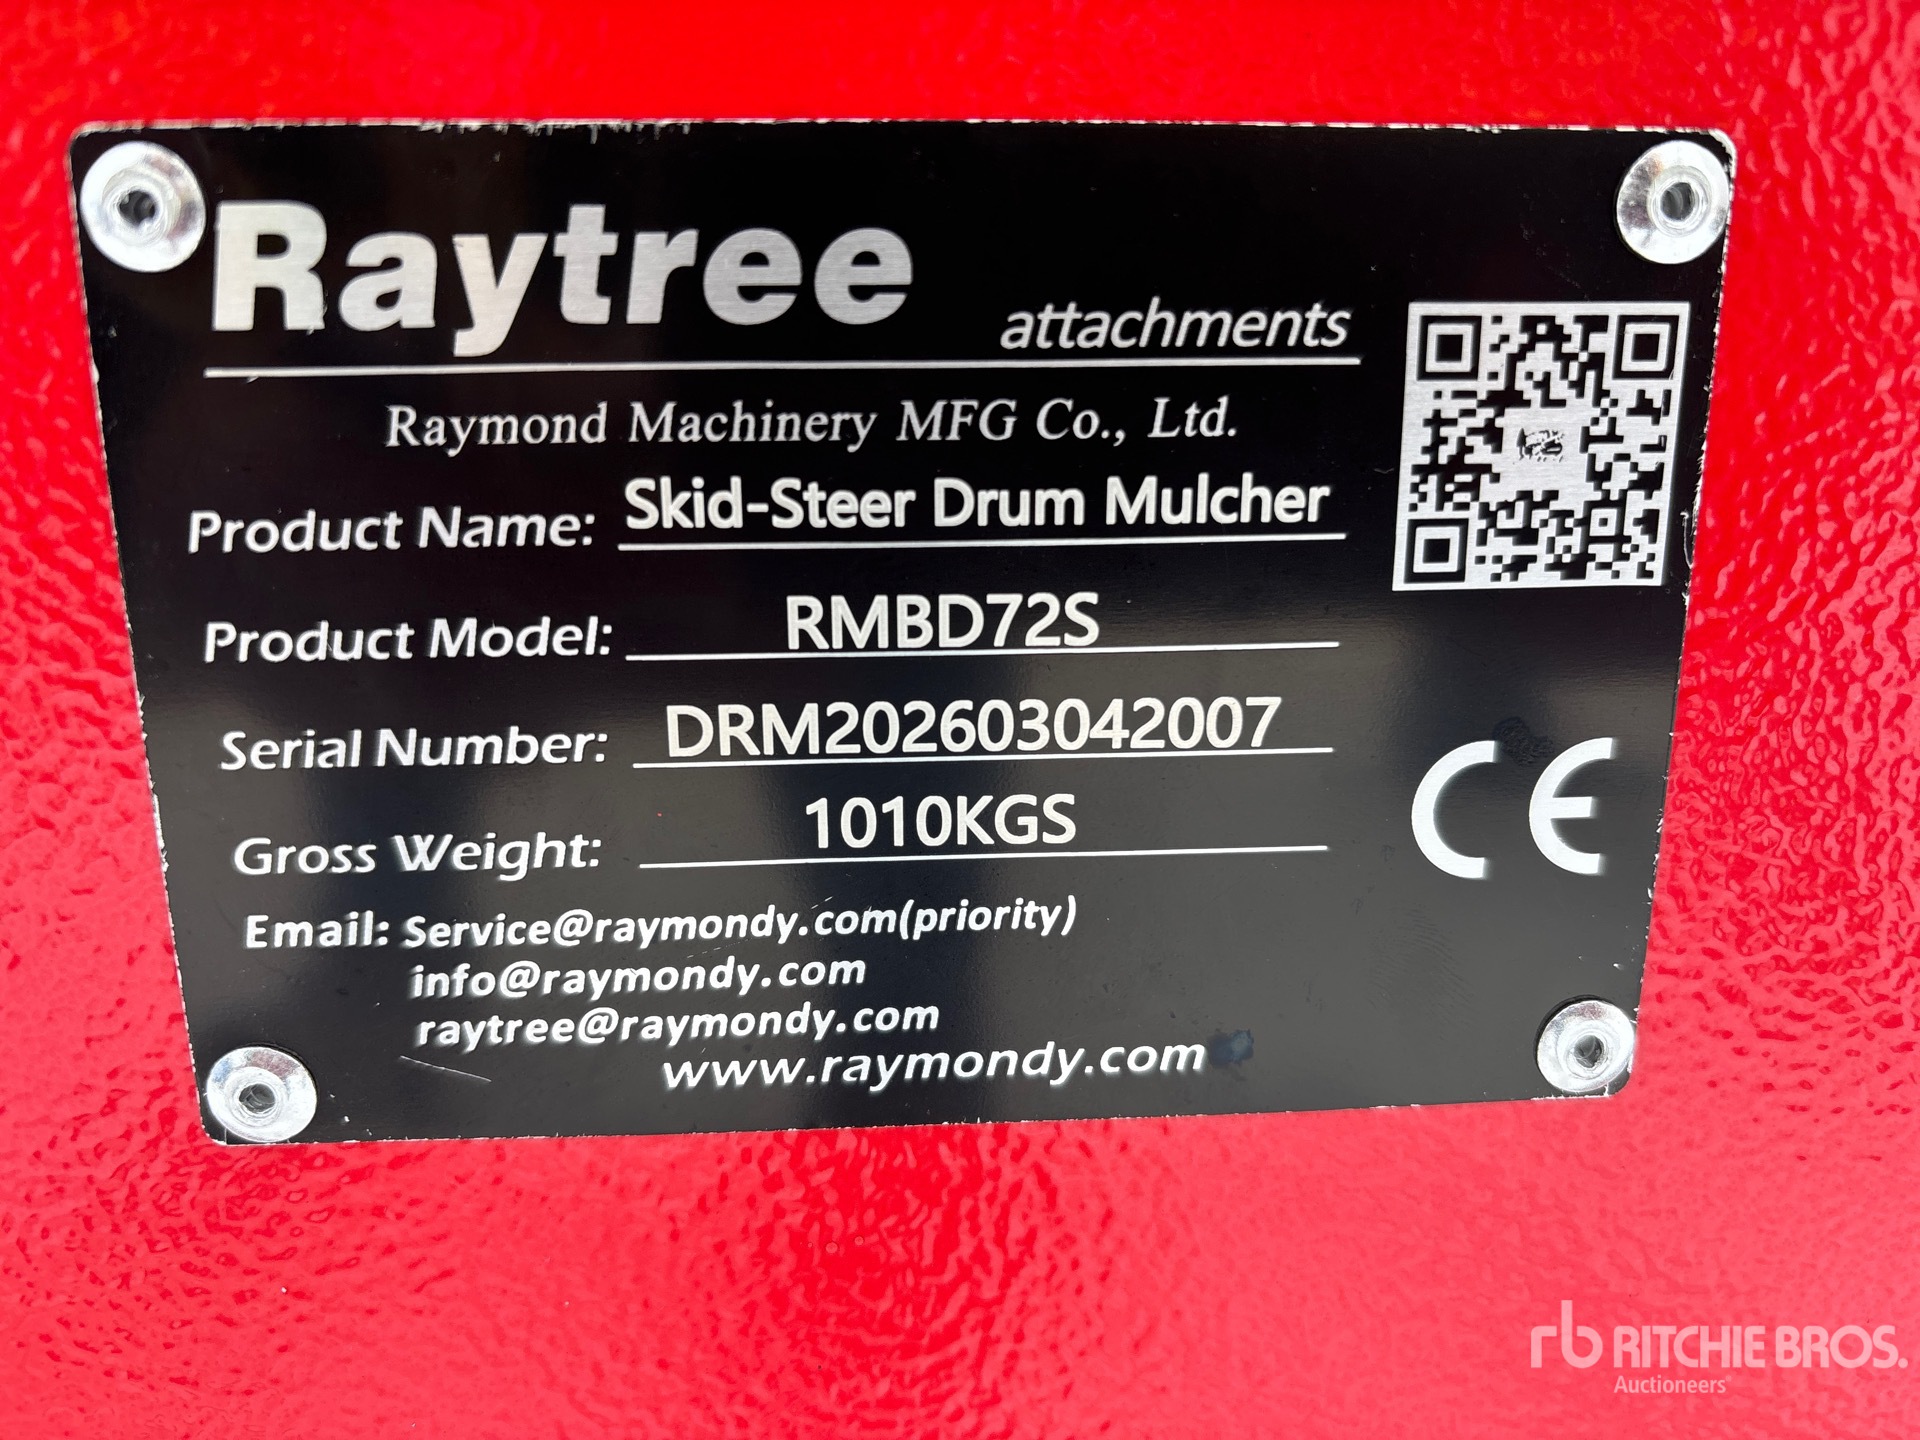 Raytree
attachments
Raymond Machinery MFG Co., Ltd.
Product Name: Skid-Steer Drum Mulcher
Product Model: RMBD72S
Serial Number: DRM202603042007
Gross Weight: 1010KGS
CE
Email: Service@raymondy.com(priority)
info@raymondy.com
raytree@raymondy.com
www.raymondy.com
rb RITCHIE BROS.
Auctioneers